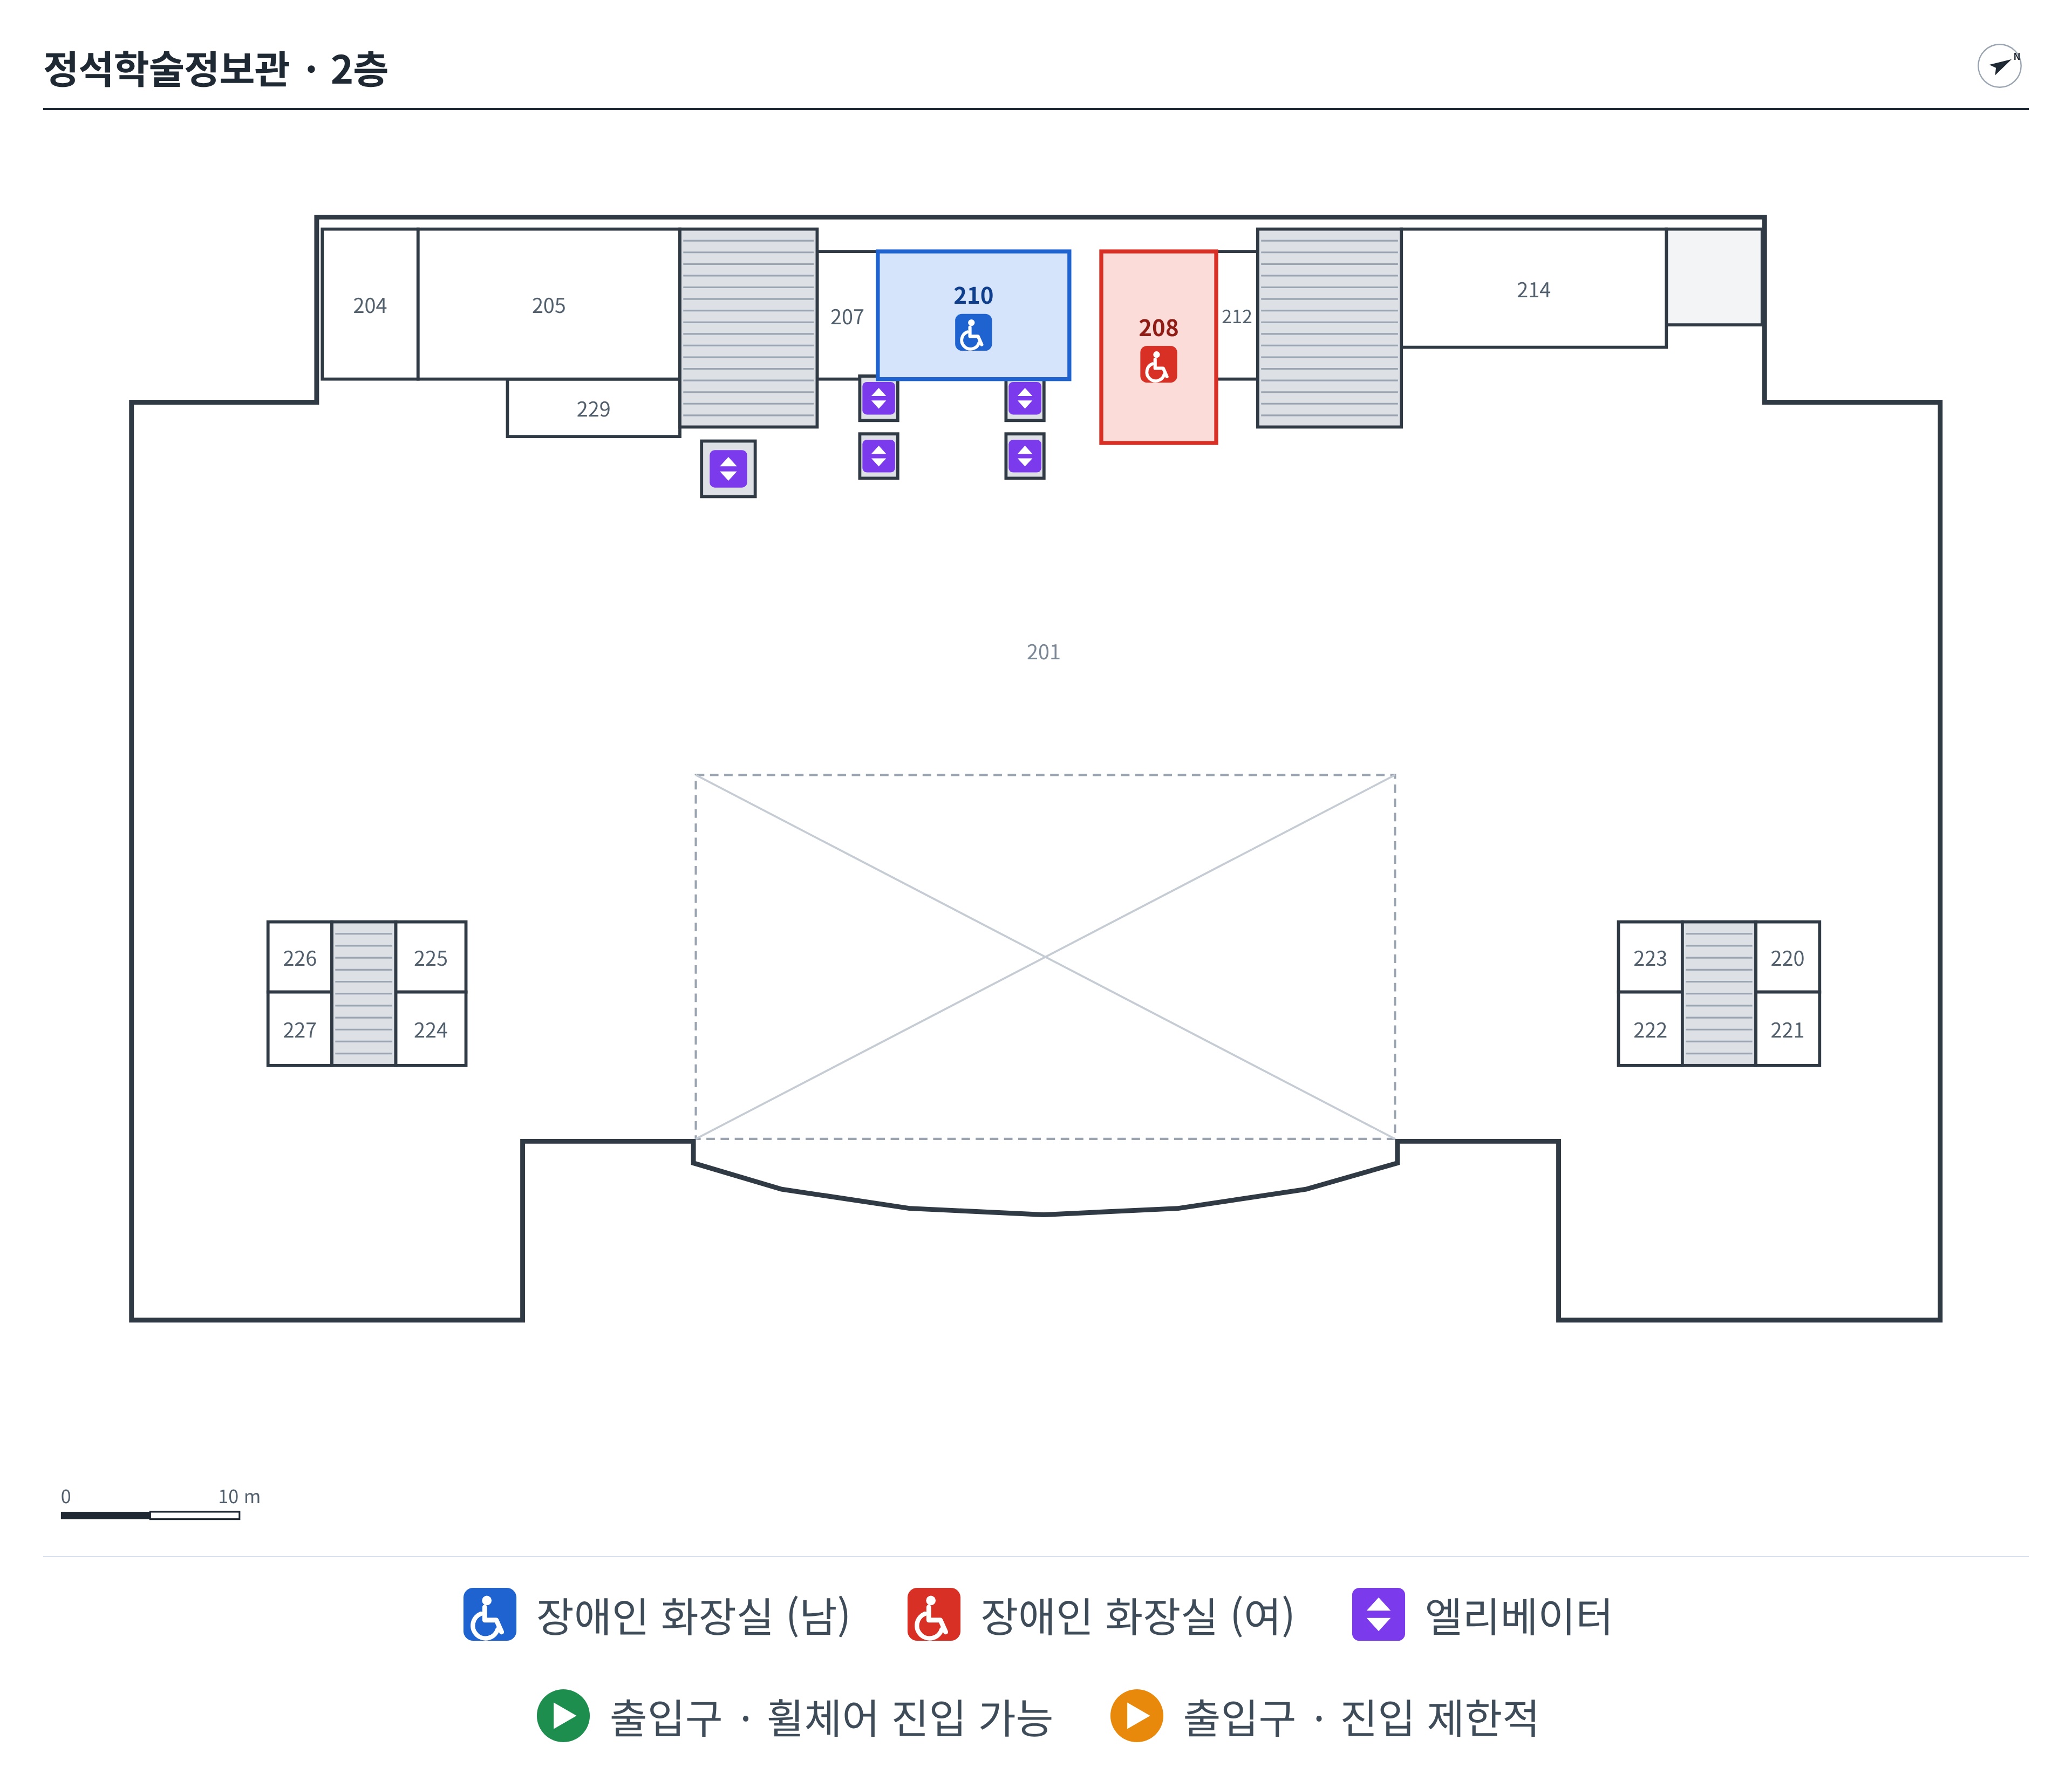 정석학술정보관 · 2층
N
204
205
207
210
208
212
214
229
201
226
225
227
224
223
220
222
221
0
10 m
장애인 화장실 (남)
장애인 화장실 (여)
엘리베이터
출입구 · 휠체어 진입 가능
출입구 · 진입 제한적